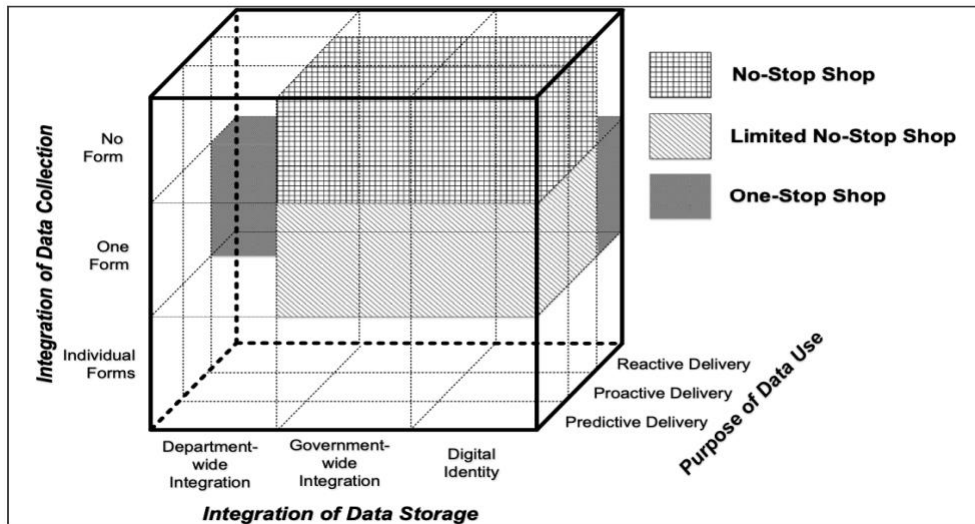 No-Stop Shop
Limited No-Stop Shop
One-Stop Shop
Integration of Data Collection
No
Form
One
Form
Individual
Forms
Reactive Delivery
Proactive Delivery
Predictive Delivery
Purpose of Data Use
Department-
wide
Integration
Government-
wide
Integration
Digital
Identity
Integration of Data Storage